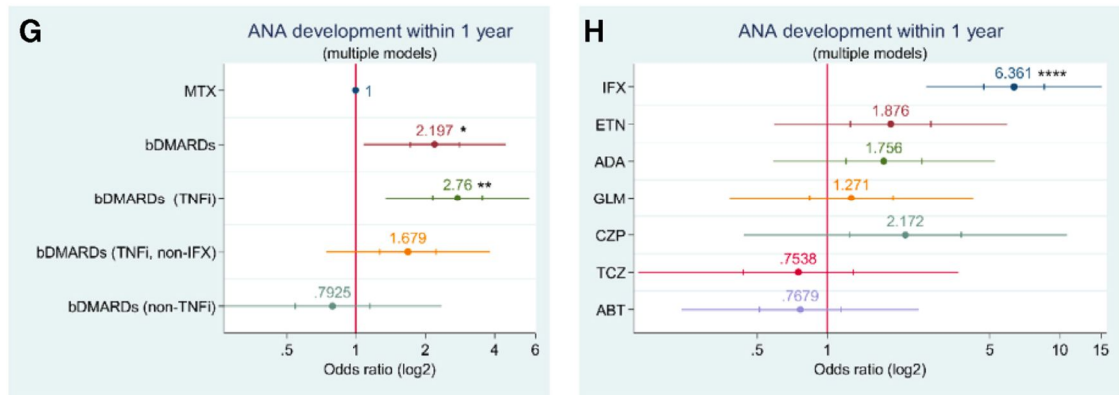 G
ANA development within 1 year
(multiple models)
MTX 1
bDMARDs 2.197 *
bDMARDs (TNFi) 2.76 **
bDMARDs (TNFi, non-IFX) 1.679
bDMARDs (non-TNFi) .7925
.5 1 2 4 6
Odds ratio (log2)
H
ANA development within 1 year
(multiple models)
IFX 6.361 ****
ETN 1.876
ADA 1.756
GLM 1.271
CZP 2.172
TCZ .7538
ABT .7679
.5 1 5 10 15
Odds ratio (log2)